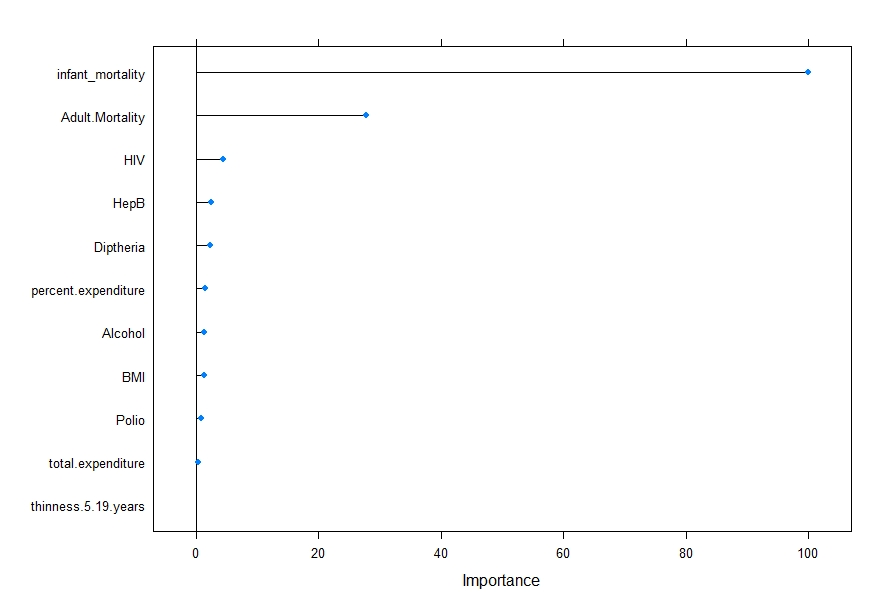 infant_mortality
Adult.Mortality
HIV
HepB
Diptheria
percent.expenditure
Alcohol
BMI
Polio
total.expenditure
thinness.5.19.years
0 20 40 60 80 100
Importance